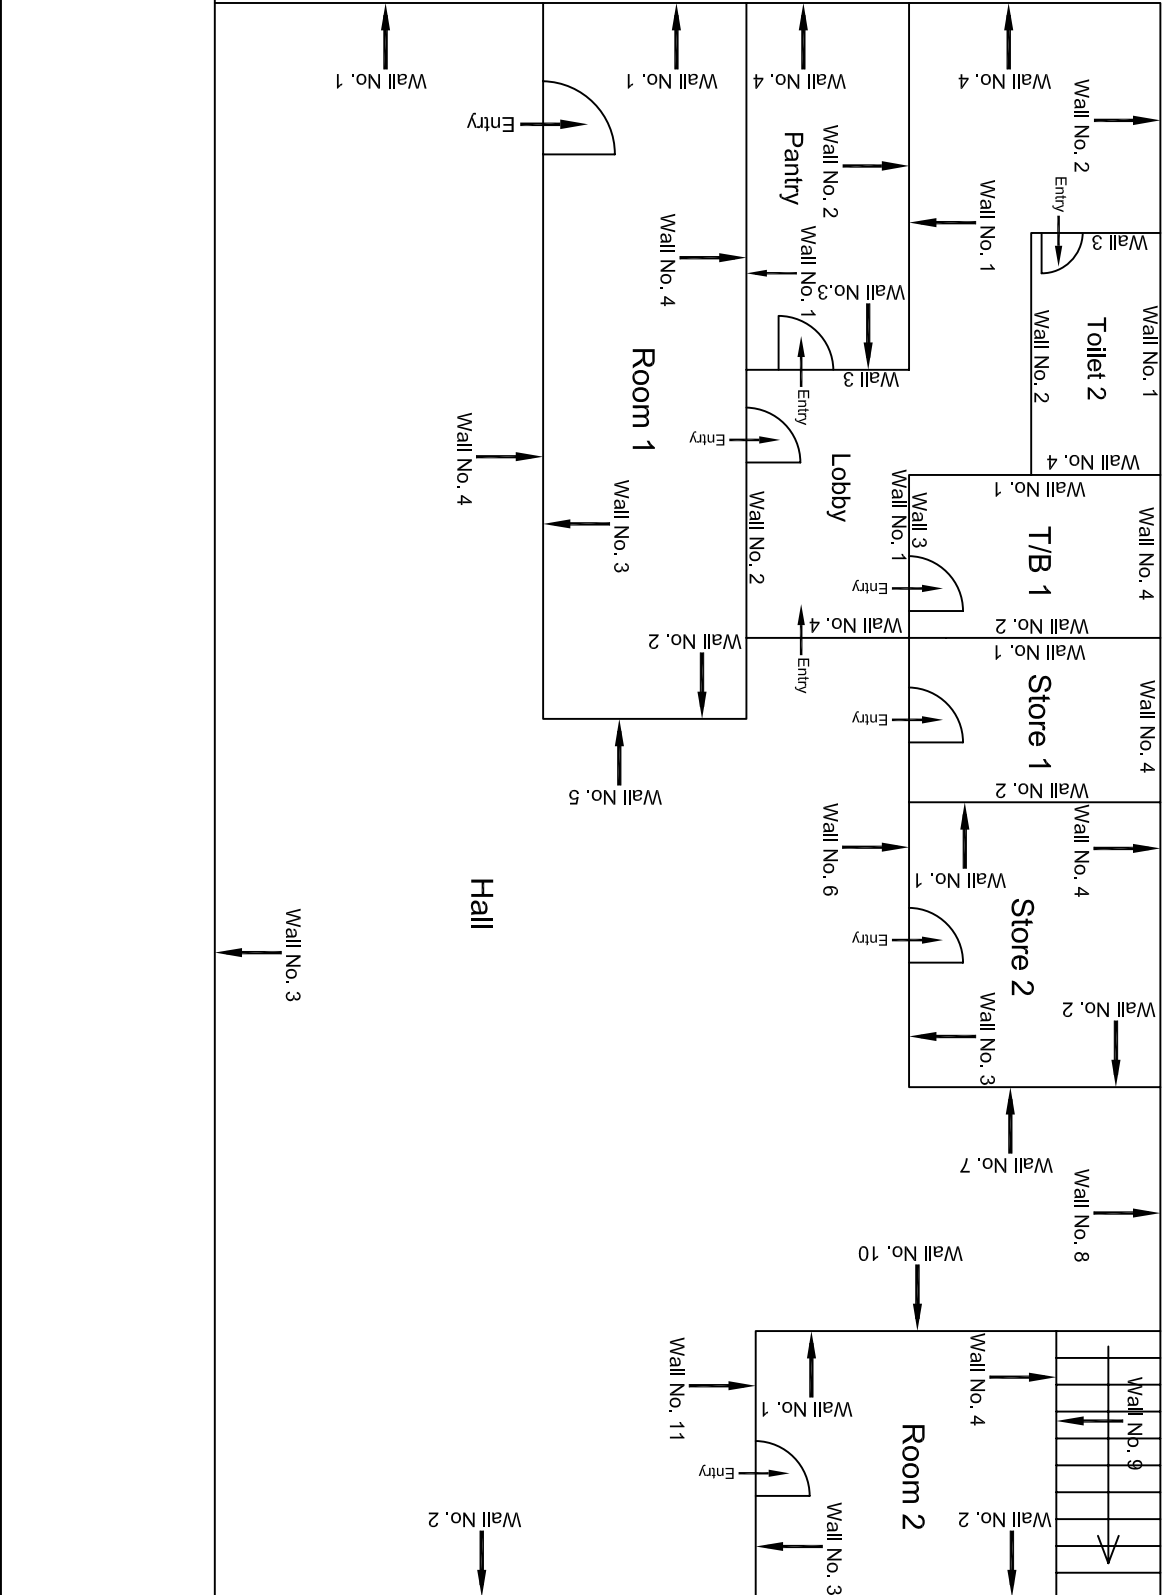 Wall No. 1
Wall No. 1
Wall No. 4
Wall No. 4
Wall No. 2
Entry
Pantry
Wall No. 2
Wall No. 1
Entry
Wall 3
Wall No. 4
Wall No. 1
Wall No.3
Wall No. 1
Wall No. 2
Toilet 2
Room 1
Wall 3
Entry
Wall No. 4
Entry
Lobby
Wall No. 4
Wall No. 1
Wall No. 3
Wall No. 2
Wall No. 1
Wall 3
T/B 1
Wall No. 4
Entry
Wall No. 2
Wall No. 4
Wall No. 2
Entry
Wall No. 1
Store 1
Wall No. 4
Entry
Wall No. 5
Wall No. 2
Wall No. 6
Wall No. 1
Wall No. 4
Hall
Entry
Store 2
Wall No. 3
Wall No. 3
Wall No. 2
Wall No. 7
Wall No. 8
Wall No. 10
Wall No. 11
Wall No. 1
Wall No. 4
Wall No. 9
Entry
Room 2
Wall No. 2
Wall No. 3
Wall No. 2